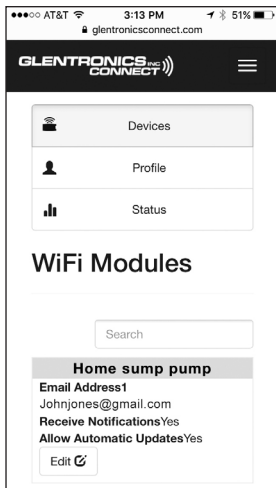 AT&T 3:13 PM 51%
glentronicsconnect.com
GLENTRONICS INC
CONNECT
Devices
Profile
Status
WiFi Modules
Search
Home sump pump
Email Address1
Johnjones@gmail.com
Receive NotificationsYes
Allow Automatic UpdatesYes
Edit